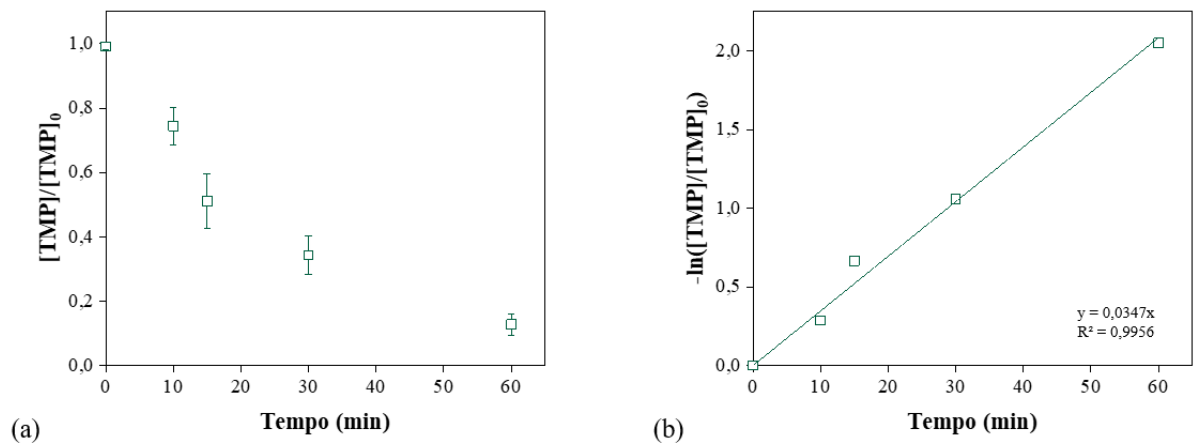 [TMP]/[TMP]₀
1,0
0,8
0,6
0,4
0,2
0,0
0 10 20 30 40 50 60
Tempo (min)
(a)
-ln([TMP]/[TMP]₀)
2,0
1,5
1,0
0,5
0,0
y = 0,0347x
R² = 0,9956
0 10 20 30 40 50 60
Tempo (min)
(b)